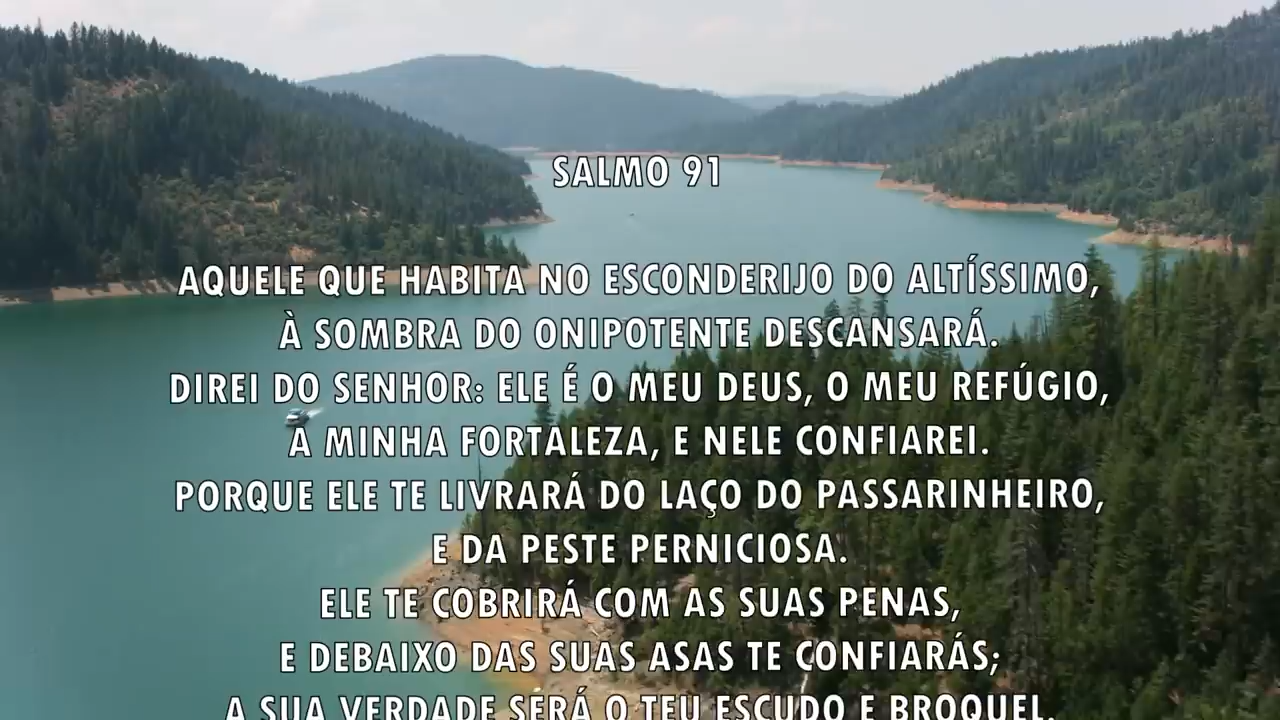 SALMO 91
AQUELE QUE HABITA NO ESCONDERIJO DO ALTÍSSIMO,
À SOMBRA DO ONIPOTENTE DESCANSARÁ.
DIREI DO SENHOR: ELE É O MEU DEUS, O MEU REFÚGIO,
A MINHA FORTALEZA, E NELE CONFIAREI.
PORQUE ELE TE LIVRARÁ DO LAÇO DO PASSARINHEIRO,
E DA PESTE PERNICIOSA.
ELE TE COBRIRÁ COM AS SUAS PENAS,
E DEBAIXO DAS SUAS ASAS TE CONFIARÁS;
A SUA VERDADE SERÁ O TEU ESCUDO E BROQUEL.